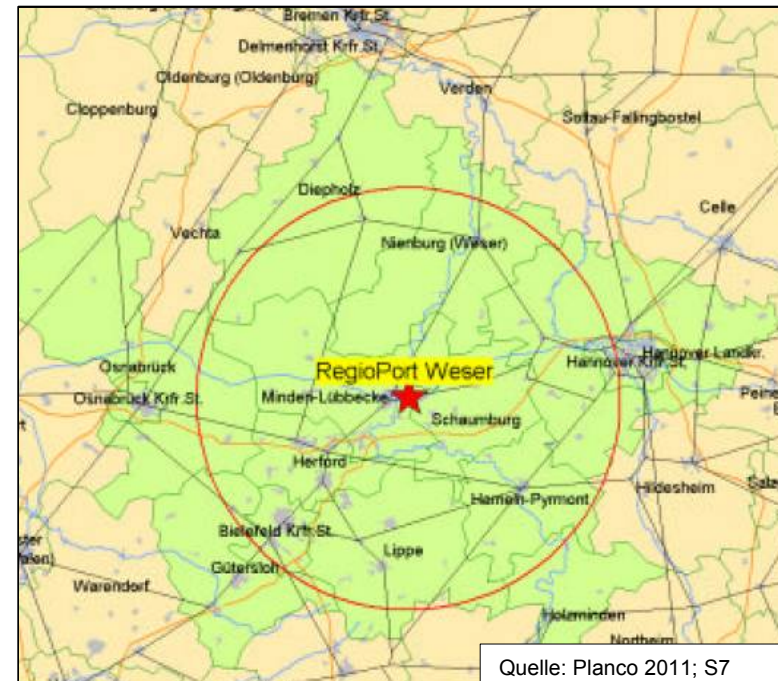 Bremen Krfr.St.
Delmenhorst Krfr.St.
Oldenburg (Oldenburg)
Verden
Cloppenburg
Soltau-Fallingbostel
Diepholz
Celle
Vechta
Nienburg (Weser)
Osnabrück
RegioPort Weser
Hannover Krfr.St.
Hannover Landkr.
Osnabrück Krfr St.
Minden-Lübbecke
Peine
Schaumburg
Herford
Hildesheim
Salz
Hameln-Pyrmont
Bielefeld Krfr.St.
Lippe
Gütersloh
Warendorf
Holzminden
Northeim
Quelle: Planco 2011; S7